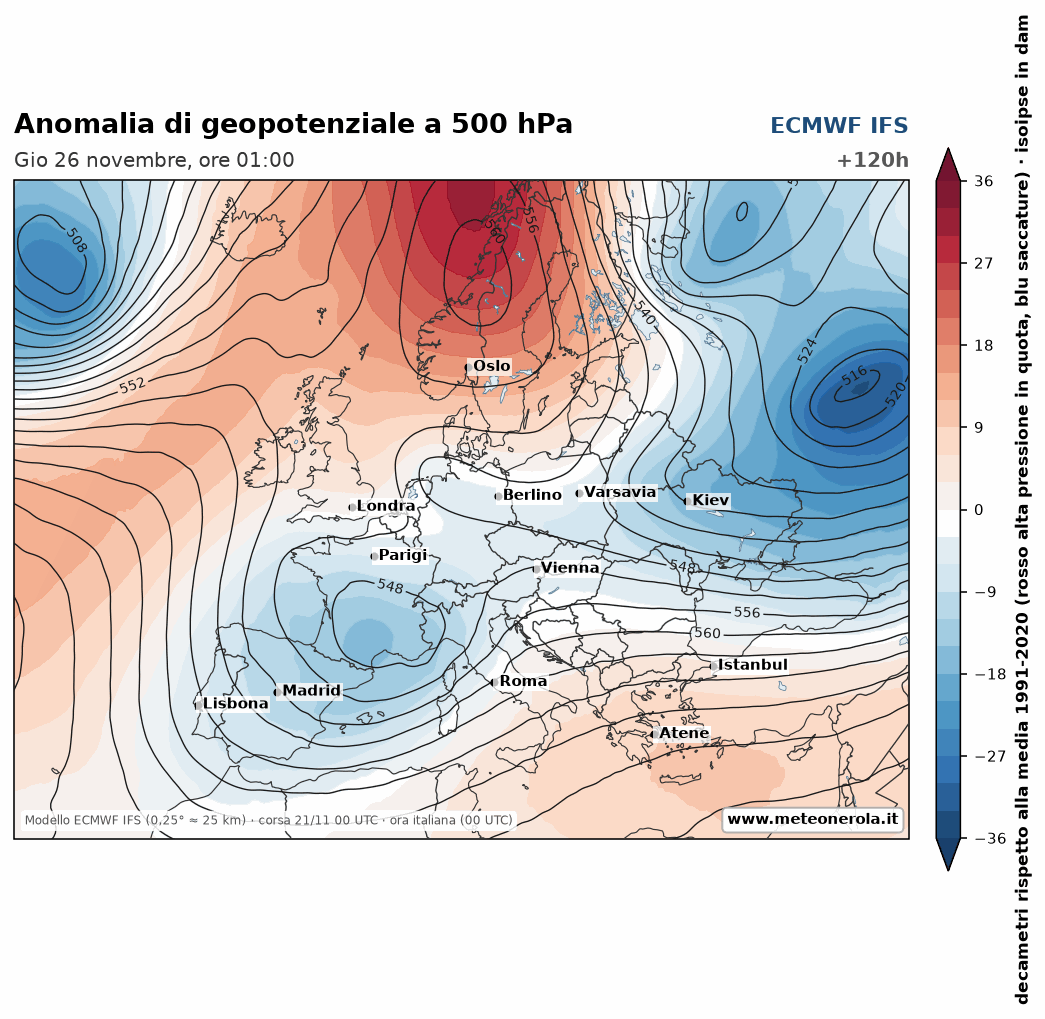 Anomalia di geopotenziale a 500 hPa
ECMWF IFS
Gio 26 novembre, ore 01:00
+120h
508
560
556
540
524
516
520
552
548
548
556
560
Oslo
Berlino
Varsavia
Kiev
Londra
Parigi
Vienna
Istanbul
Roma
Madrid
Lisbona
Atene
Modello ECMWF IFS (0,25° ≈ 25 km) · corsa 21/11 00 UTC · ora italiana (00 UTC)
www.meteonerola.it
36
27
18
9
0
−9
−18
−27
−36
decametri rispetto alla media 1991-2020 (rosso alta pressione in quota, blu saccature) · isoipse in dam